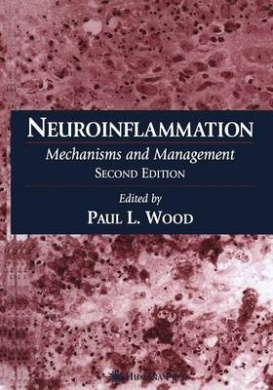 NEUROINFLAMMATION
Mechanisms and Management
SECOND EDITION
Edited by
PAUL L. WOOD